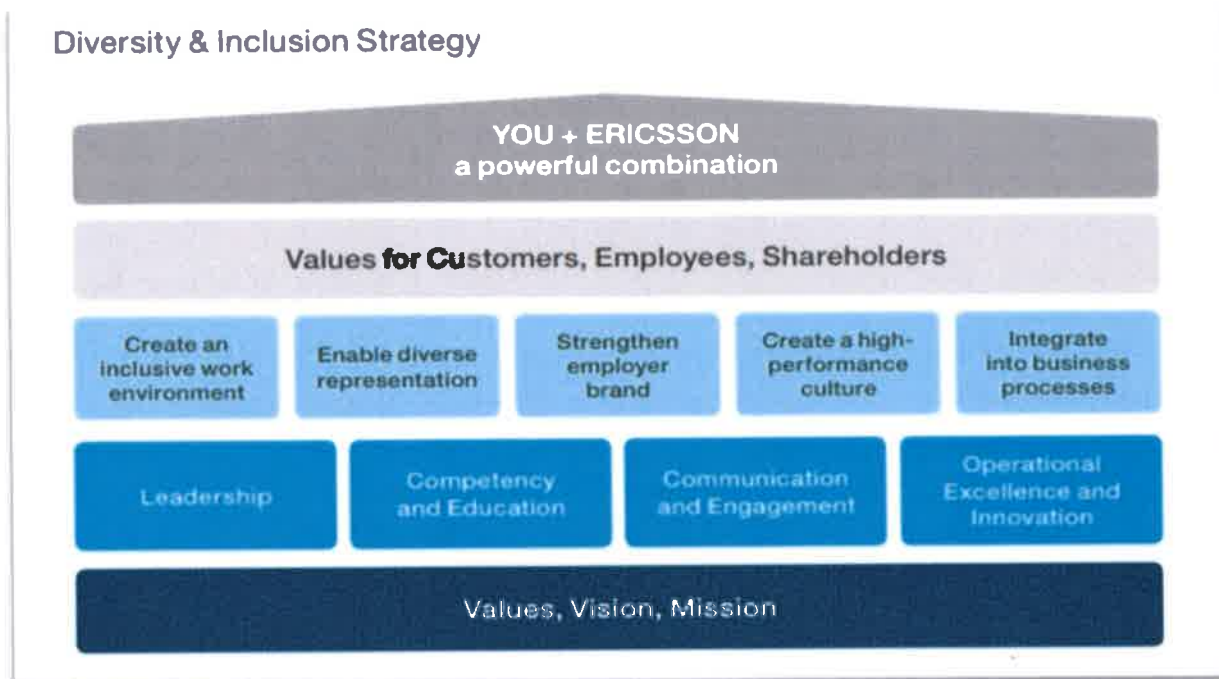 Diversity & Inclusion Strategy
YOU + ERICSSON
a powerful combination
Values for Customers, Employees, Shareholders
Create an
inclusive work
environment
Enable diverse
representation
Strengthen
employer
brand
Create a high-
performance
culture
Integrate
into business
processes
Leadership
Competency
and Education
Communication
and Engagement
Operational
Excellence and
Innovation
Values, Vision, Mission